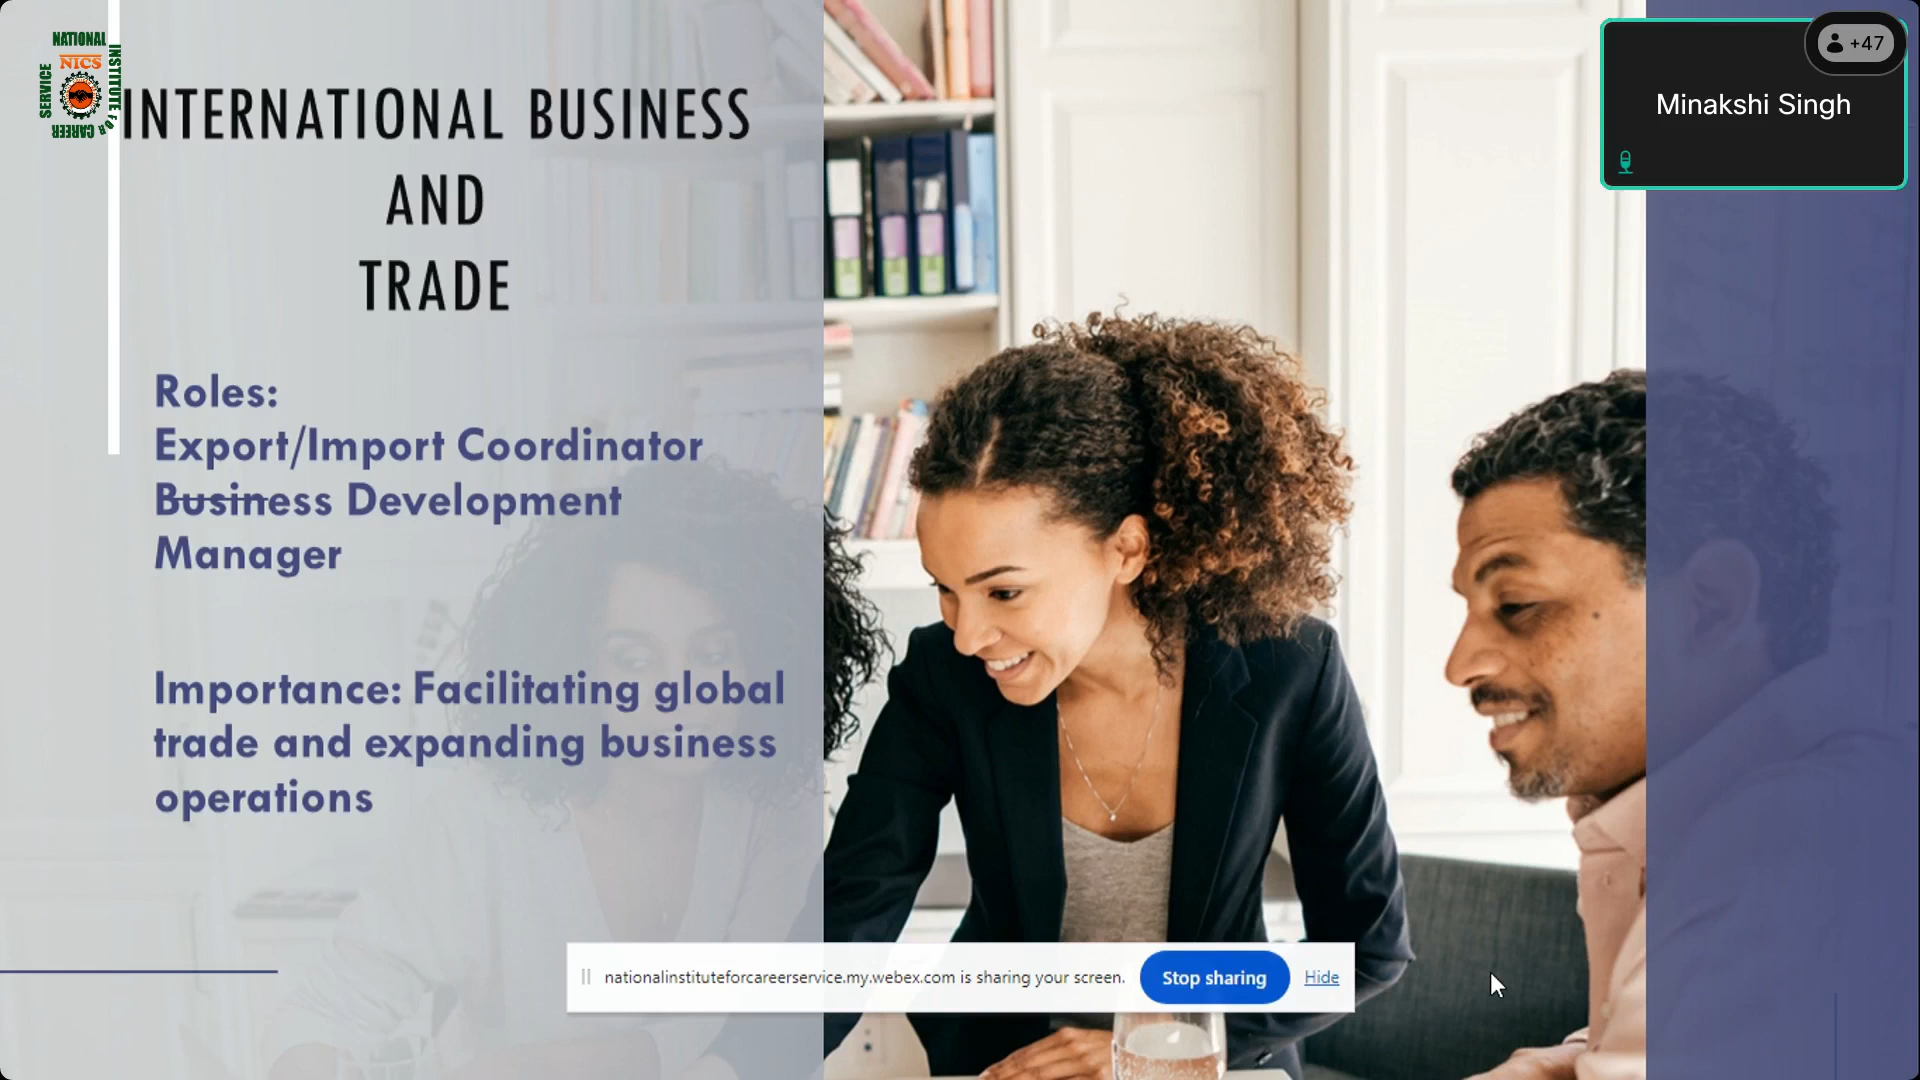 NATIONAL INSTITUTE FOR CAREER SERVICE
NICS
INTERNATIONAL BUSINESS
AND
TRADE
Roles:
Export/Import Coordinator
Business Development
Manager
Importance: Facilitating global
trade and expanding business
operations
+47
Minakshi Singh
nationalinstituteforcareerservice.my.webex.com is sharing your screen.
Stop sharing
Hide